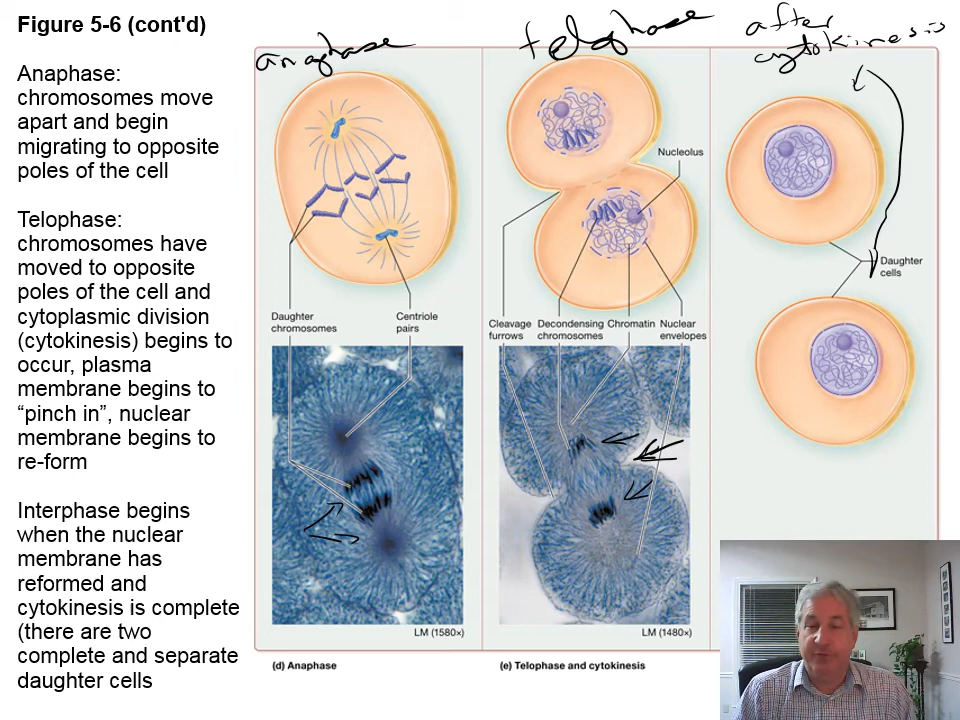 Figure 5-6 (cont'd)
Anaphase:
chromosomes move
apart and begin
migrating to opposite
poles of the cell
Telophase:
chromosomes have
moved to opposite
poles of the cell and
cytoplasmic division
(cytokinesis) begins to
occur, plasma
membrane begins to
“pinch in”, nuclear
membrane begins to
re-form
Interphase begins
when the nuclear
membrane has
reformed and
cytokinesis is complete
(there are two
complete and separate
daughter cells
anaphase
telophase
after
cytokinesis
Nucleolus
Daughter
cells
Daughter
chromosomes
Centriole
pairs
Cleavage
furrows
Decondensing
chromosomes
Chromatin
Nuclear
envelopes
LM (1580×)
LM (1480×)
(d) Anaphase
(e) Telophase and cytokinesis